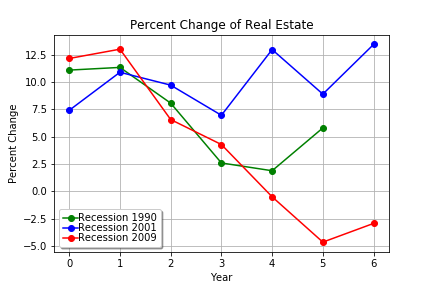 Percent Change of Real Estate
Percent Change
12.5
10.0
7.5
5.0
2.5
0.0
−2.5
−5.0
Recession 1990
Recession 2001
Recession 2009
0 1 2 3 4 5 6
Year